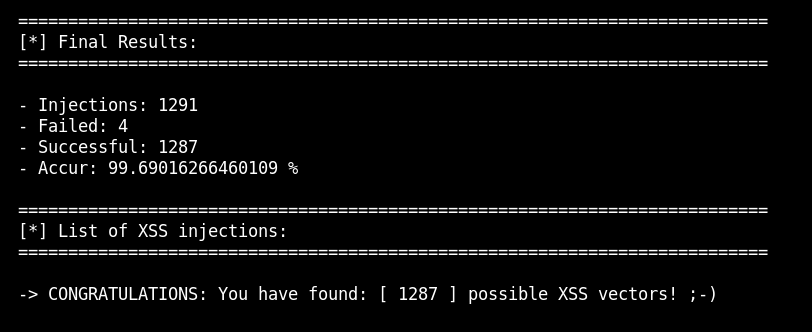 ===========================================================================
[*] Final Results:
===========================================================================
- Injections: 1291
- Failed: 4
- Successful: 1287
- Accur: 99.69016266460109 %
===========================================================================
[*] List of XSS injections:
===========================================================================
-> CONGRATULATIONS: You have found: [ 1287 ] possible XSS vectors! ;-)